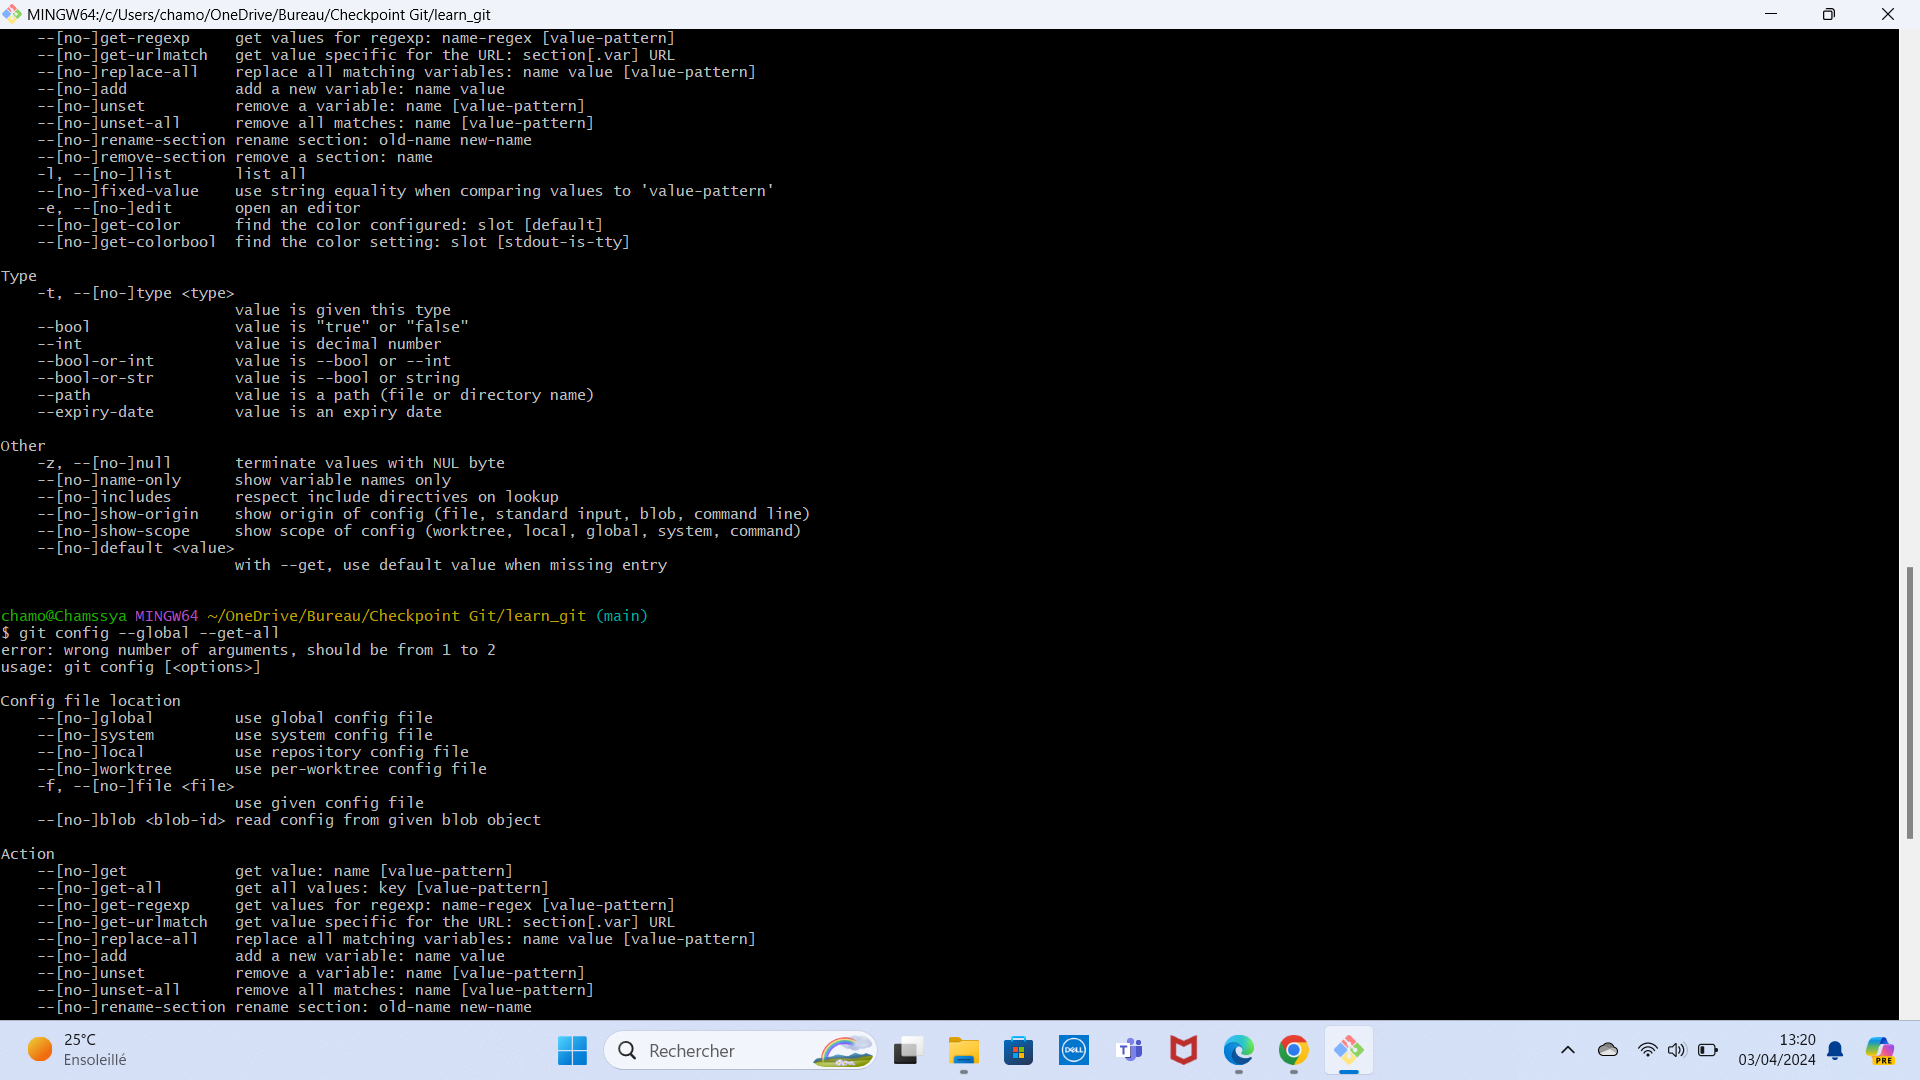 MINGW64:/c/Users/chamo/OneDrive/Bureau/Checkpoint Git/learn_git
    --[no-]get-regexp     get values for regexp: name-regex [value-pattern]
    --[no-]get-urlmatch   get value specific for the URL: section[.var] URL
    --[no-]replace-all    replace all matching variables: name value [value-pattern]
    --[no-]add            add a new variable: name value
    --[no-]unset          remove a variable: name [value-pattern]
    --[no-]unset-all      remove all matches: name [value-pattern]
    --[no-]rename-section rename section: old-name new-name
    --[no-]remove-section remove a section: name
    -l, --[no-]list       list all
    --[no-]fixed-value    use string equality when comparing values to 'value-pattern'
    -e, --[no-]edit       open an editor
    --[no-]get-color      find the color configured: slot [default]
    --[no-]get-colorbool  find the color setting: slot [stdout-is-tty]
Type
    -t, --[no-]type <type>
                          value is given this type
    --bool                value is "true" or "false"
    --int                 value is decimal number
    --bool-or-int         value is --bool or --int
    --bool-or-str         value is --bool or string
    --path                value is a path (file or directory name)
    --expiry-date         value is an expiry date
Other
    -z, --[no-]null       terminate values with NUL byte
    --[no-]name-only      show variable names only
    --[no-]includes       respect include directives on lookup
    --[no-]show-origin    show origin of config (file, standard input, blob, command line)
    --[no-]show-scope     show scope of config (worktree, local, global, system, command)
    --[no-]default <value>
                          with --get, use default value when missing entry
chamo@Chamssya MINGW64 ~/OneDrive/Bureau/Checkpoint Git/learn_git (main)
$ git config --global --get-all
error: wrong number of arguments, should be from 1 to 2
usage: git config [<options>]
Config file location
    --[no-]global         use global config file
    --[no-]system         use system config file
    --[no-]local          use repository config file
    --[no-]worktree       use per-worktree config file
    -f, --[no-]file <file>
                          use given config file
    --[no-]blob <blob-id> read config from given blob object
Action
    --[no-]get            get value: name [value-pattern]
    --[no-]get-all        get all values: key [value-pattern]
    --[no-]get-regexp     get values for regexp: name-regex [value-pattern]
    --[no-]get-urlmatch   get value specific for the URL: section[.var] URL
    --[no-]replace-all    replace all matching variables: name value [value-pattern]
    --[no-]add            add a new variable: name value
    --[no-]unset          remove a variable: name [value-pattern]
    --[no-]unset-all      remove all matches: name [value-pattern]
    --[no-]rename-section rename section: old-name new-name
25°C
Ensoleillé
Rechercher
DELL
13:20
03/04/2024
PRE